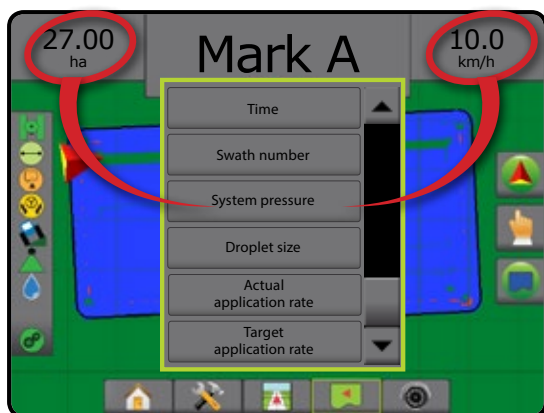 27.00
ha
Mark A
10.0
km/h
Time
Swath number
System pressure
Droplet size
Actual
application rate
Target
application rate